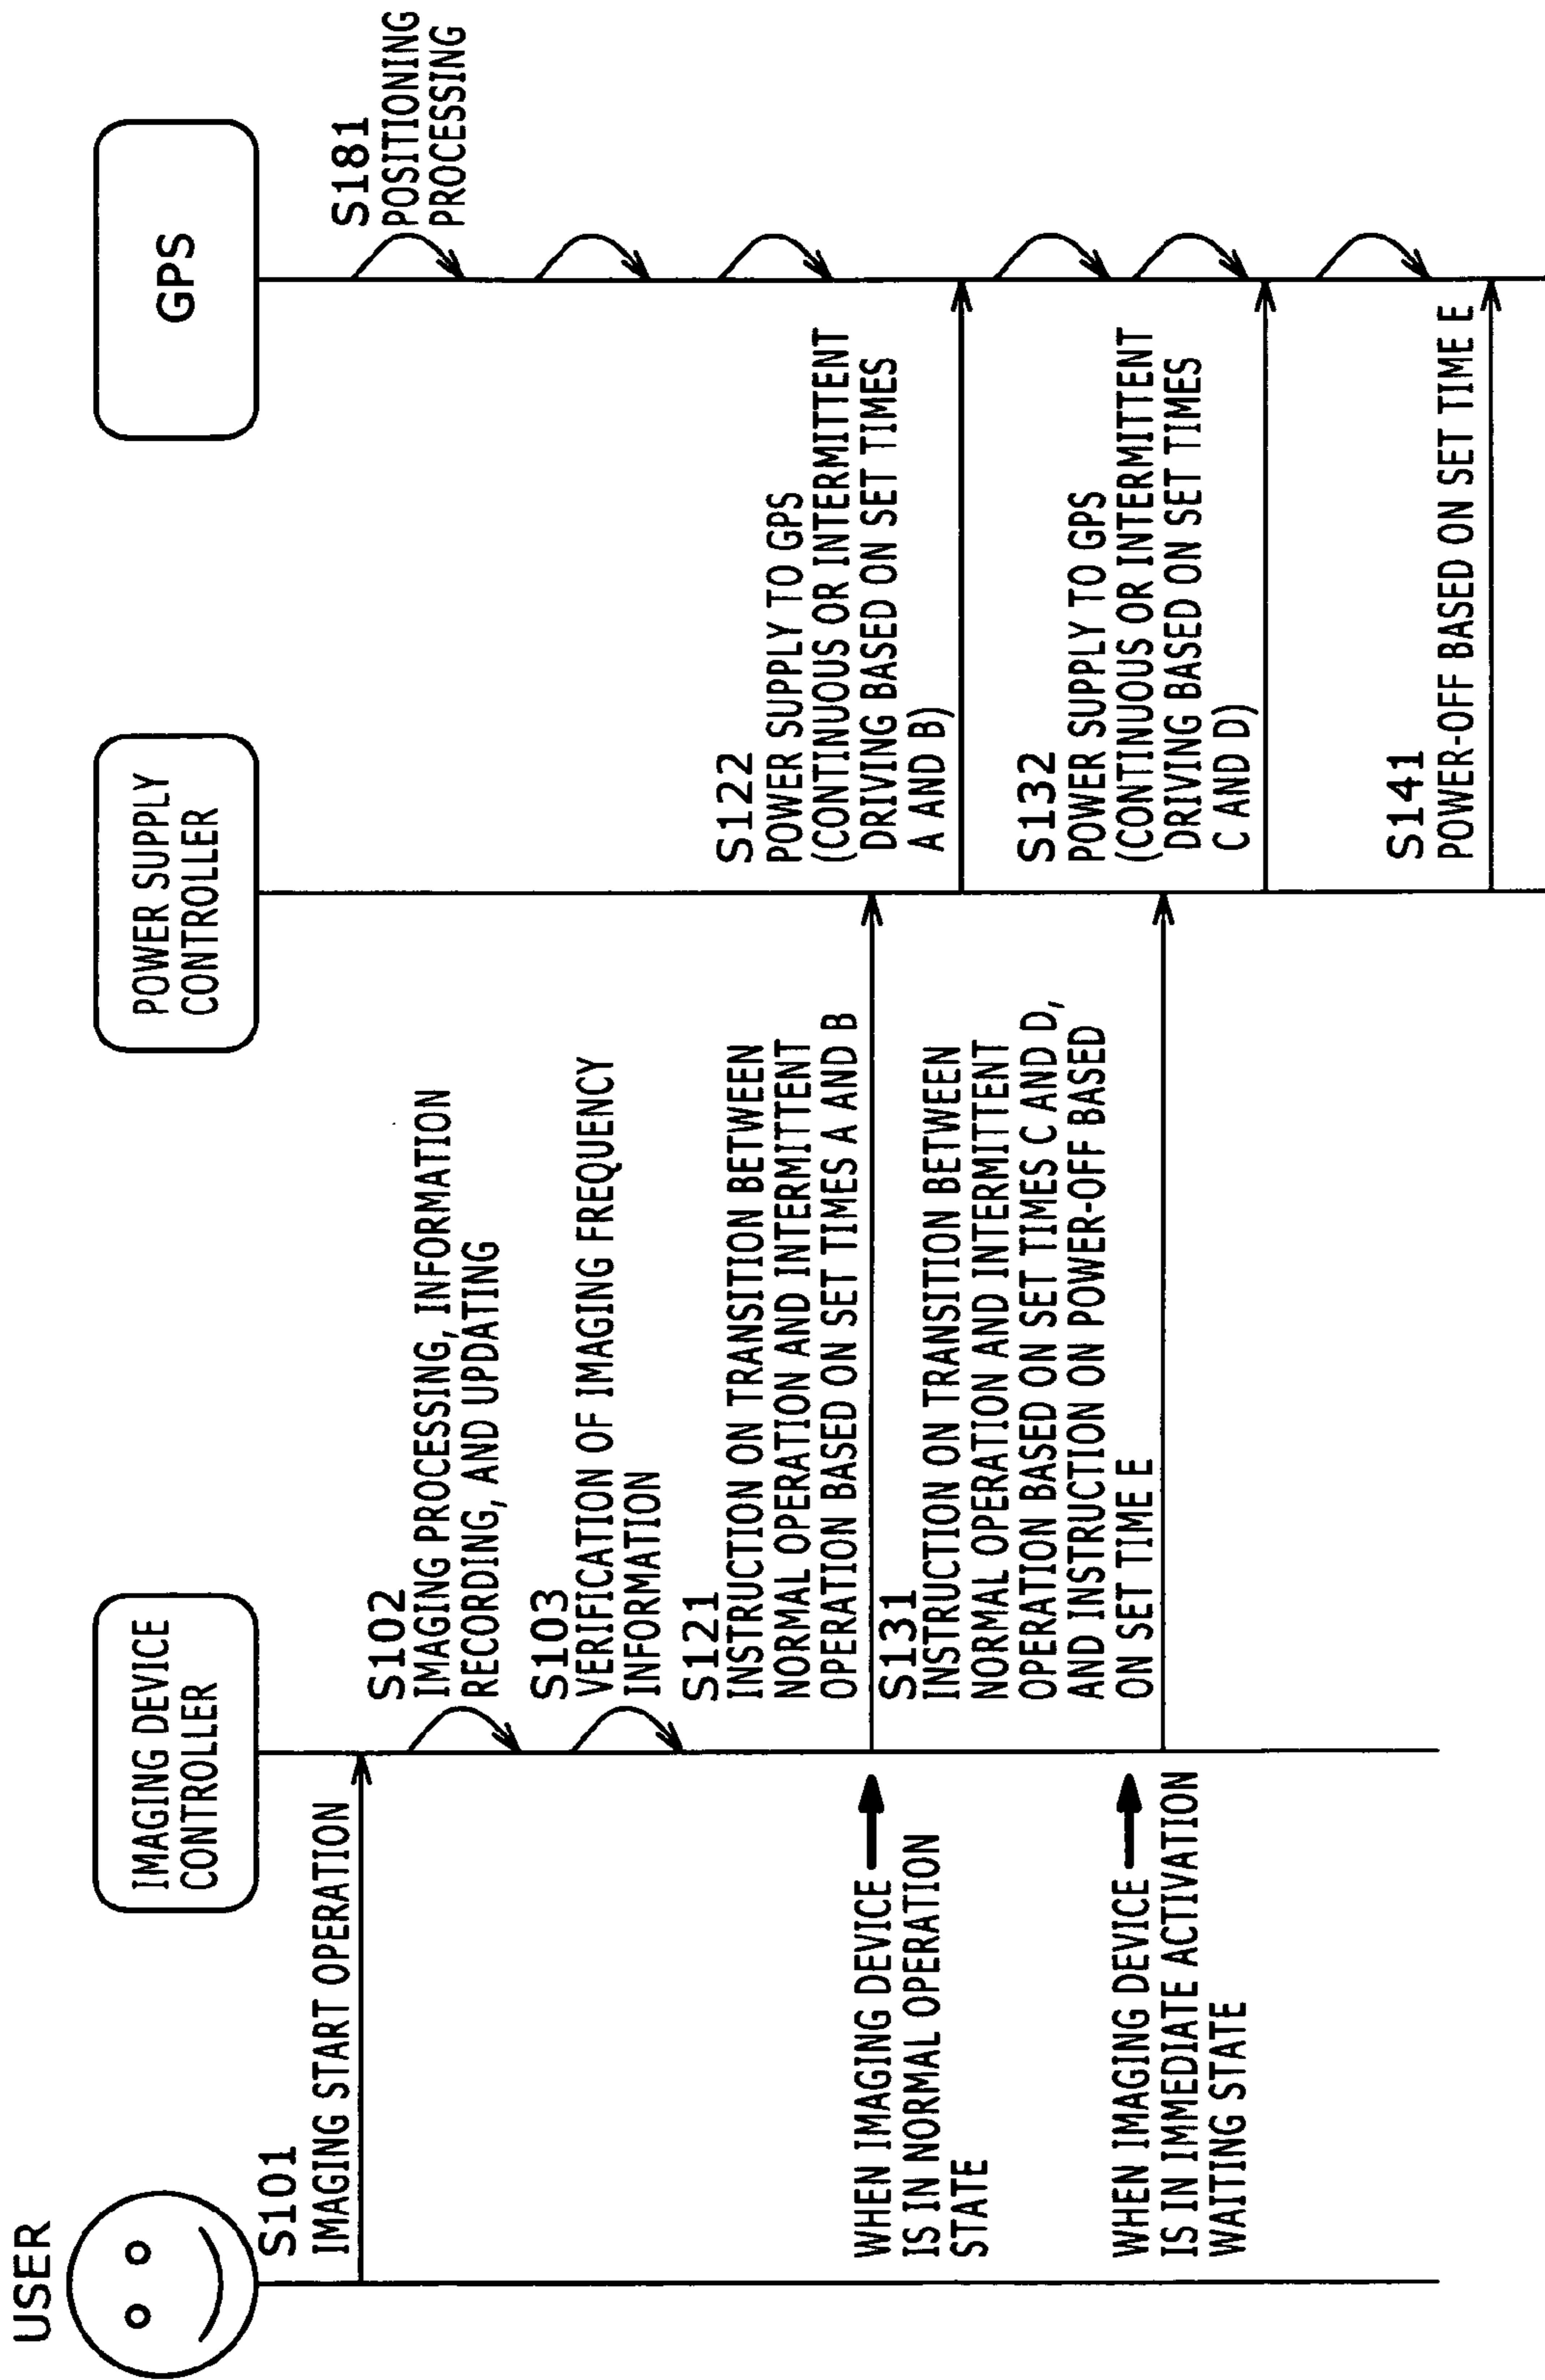 USER
IMAGING DEVICE
CONTROLLER
POWER SUPPLY
CONTROLLER
GPS
S101
IMAGING START OPERATION
S102
IMAGING PROCESSING, INFORMATION
RECORDING, AND UPDATING
S103
VERIFICATION OF IMAGING FREQUENCY
INFORMATION
S181
POSITIONING
PROCESSING
WHEN IMAGING DEVICE
IS IN NORMAL OPERATION
STATE
S121
INSTRUCTION ON TRANSITION BETWEEN
NORMAL OPERATION AND INTERMITTENT
OPERATION BASED ON SET TIMES A AND B
S122
POWER SUPPLY TO GPS
(CONTINUOUS OR INTERMITTENT
DRIVING BASED ON SET TIMES
A AND B)
WHEN IMAGING DEVICE
IS IN IMMEDIATE ACTIVATION
WAITING STATE
S131
INSTRUCTION ON TRANSITION BETWEEN
NORMAL OPERATION AND INTERMITTENT
OPERATION BASED ON SET TIMES C AND D,
AND INSTRUCTION ON POWER-OFF BASED
ON SET TIME E
S132
POWER SUPPLY TO GPS
(CONTINUOUS OR INTERMITTENT
DRIVING BASED ON SET TIMES
C AND D)
S141
POWER-OFF BASED ON SET TIME E